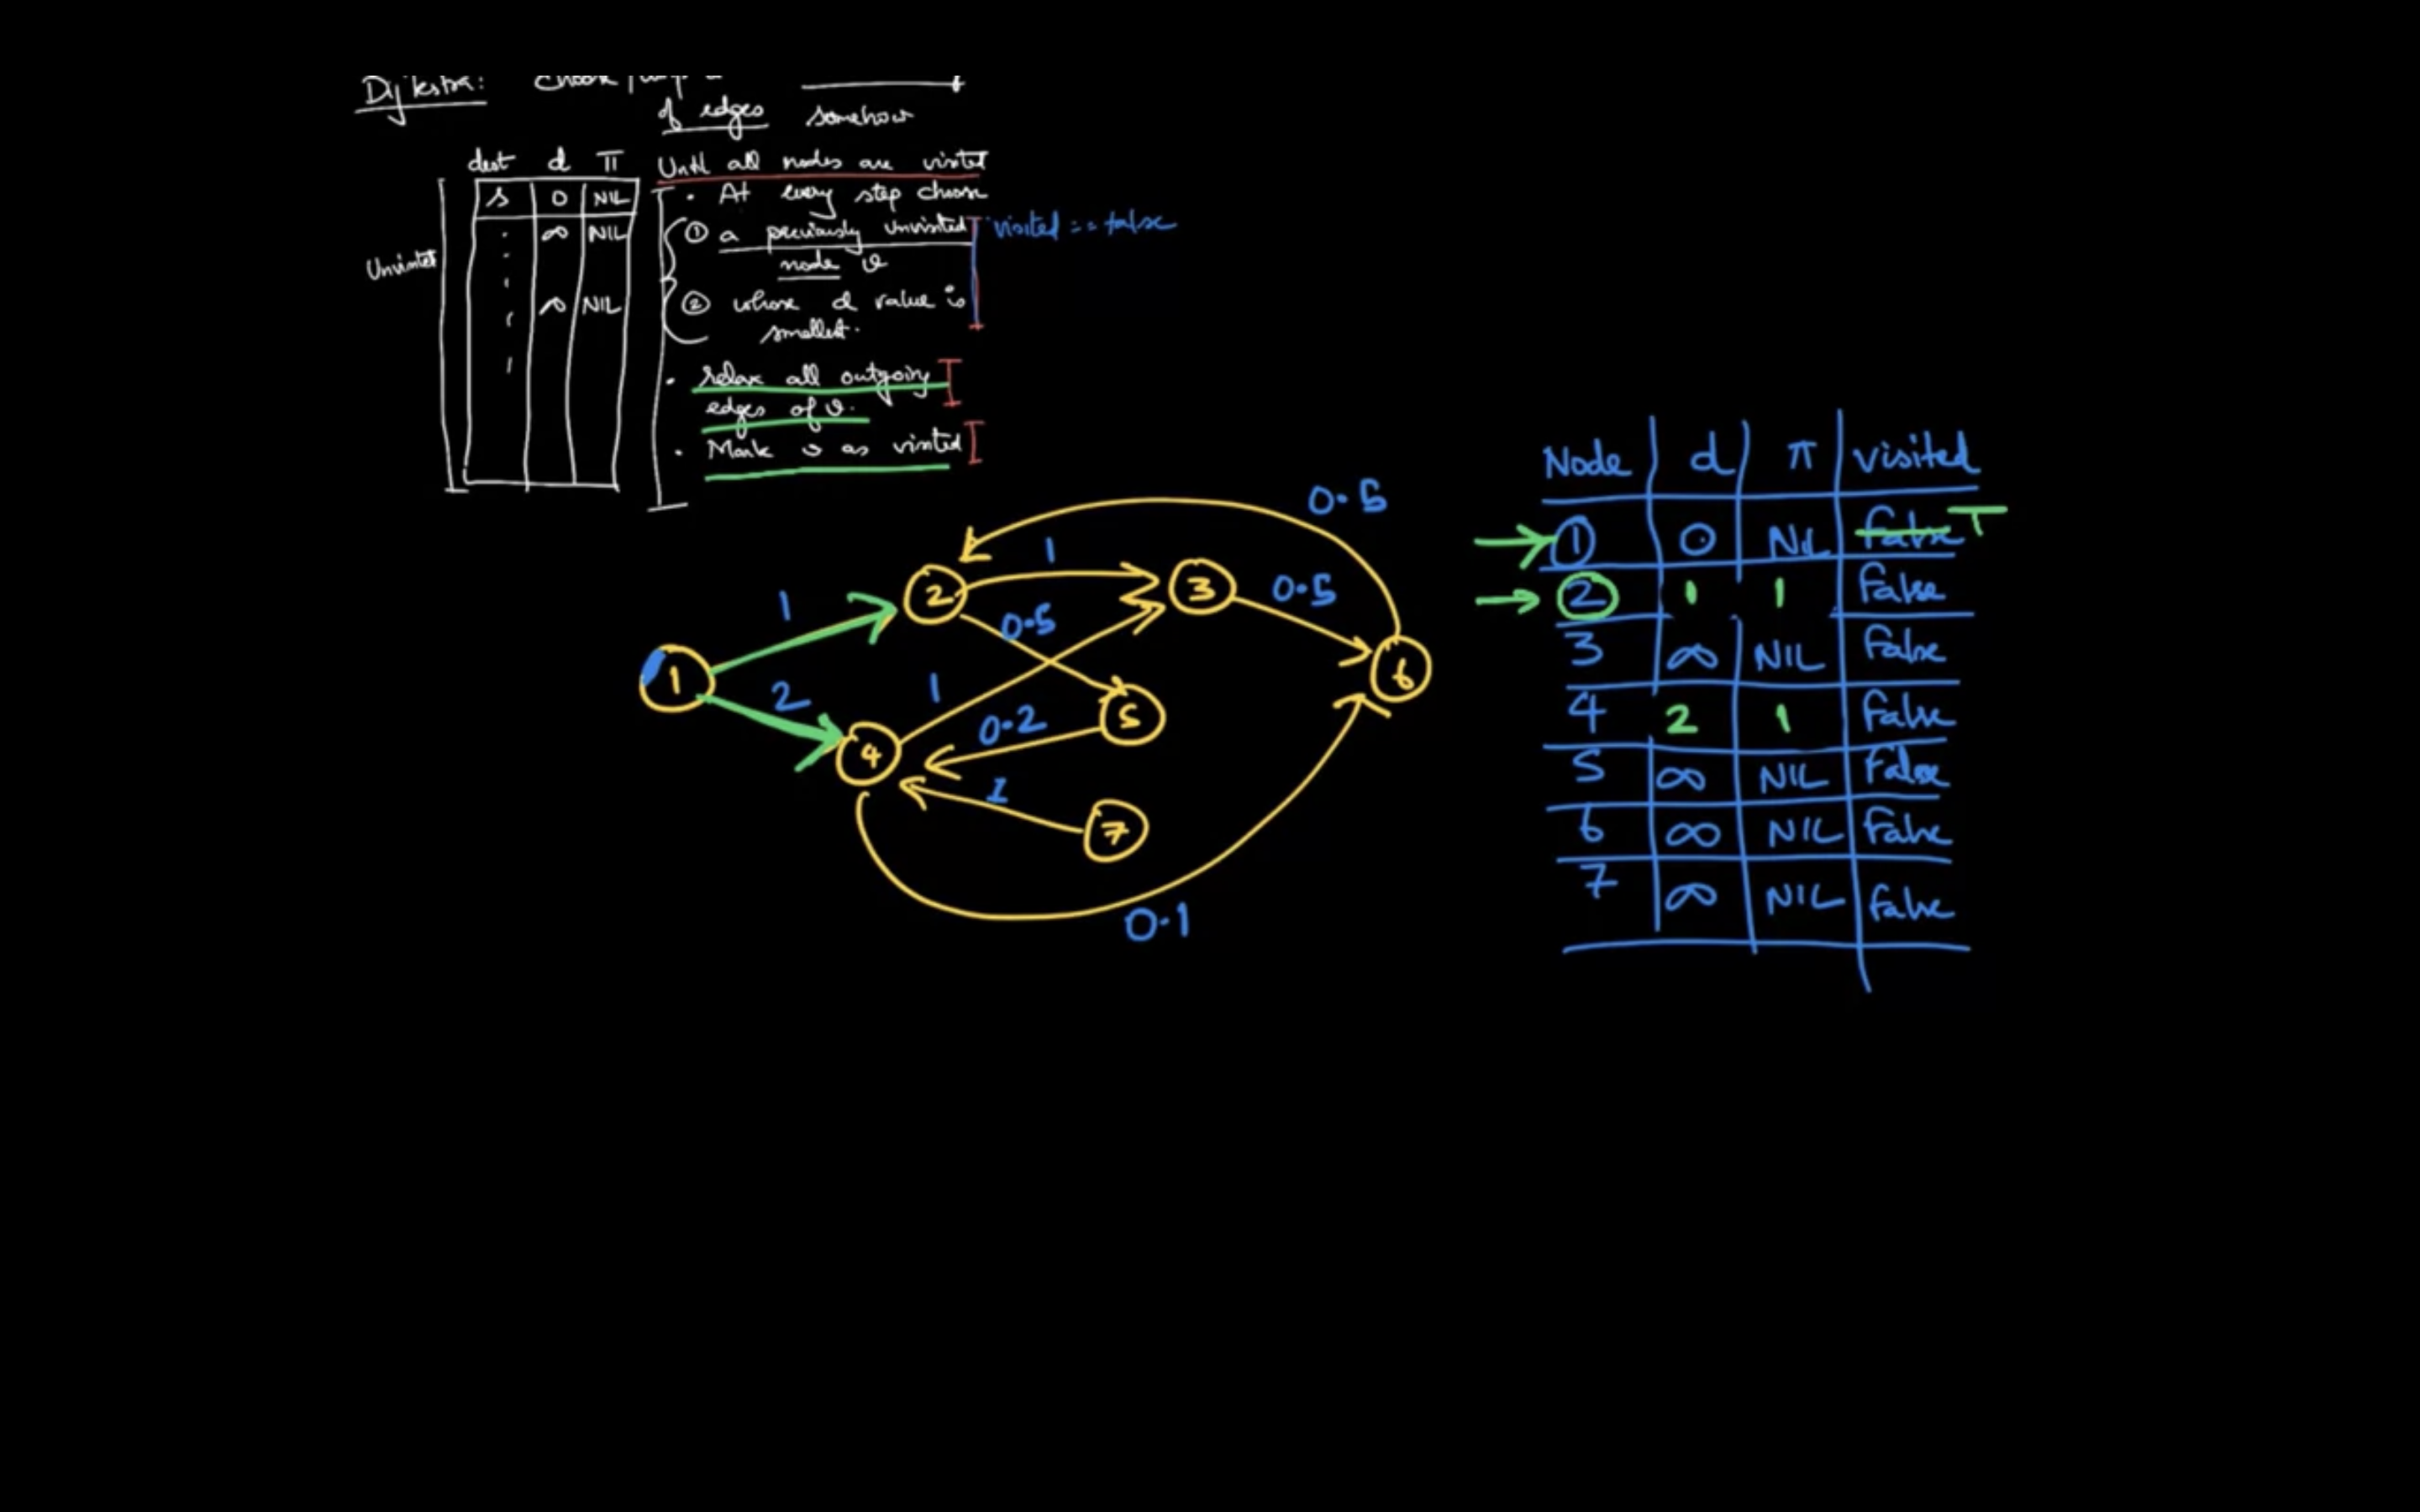 Dijkstra:
of edges somehow
dest d π
s 0 NIL
∞ NIL
∞ NIL
Until all nodes are visited
• At every step choose
① a previously unvisited
node v
② whose d value is
smallest.
• relax all outgoing
edges of v.
• Mark v as visited
visited == false
0.5
1
1
0.5
0.5
2
1
0.2
1
0.1
1
2
3
4
5
6
7
Node d π visited
1 0 NIL false T
2 1 1 False
3 ∞ NIL False
4 2 1 False
5 ∞ NIL False
6 ∞ NIL False
7 ∞ NIL false